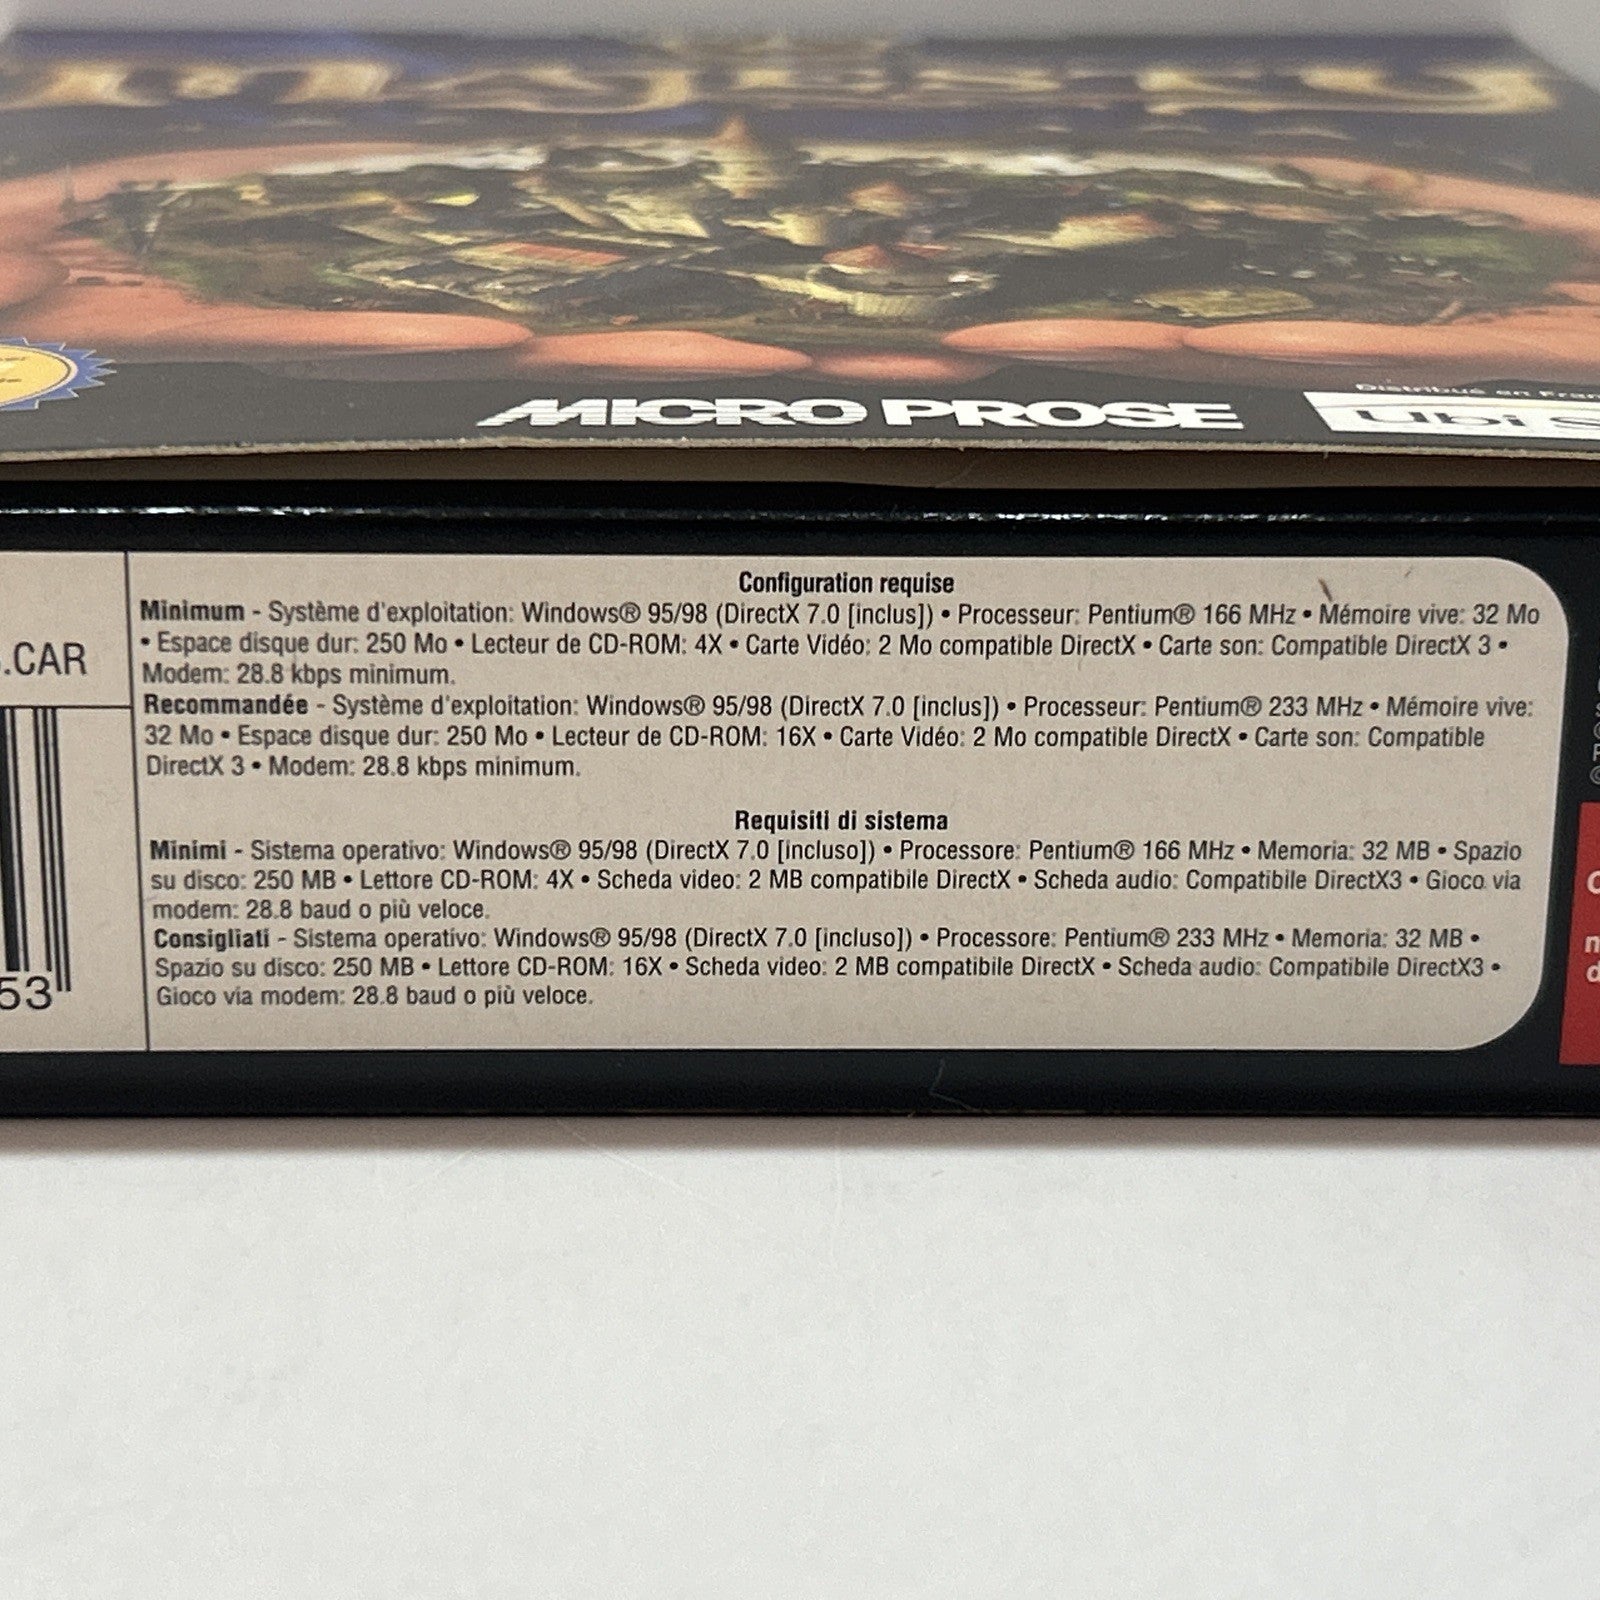 MAJESTY
MICRO PROSE
Distribué en
Ubi S
.CAR
53
Configuration requise
Minimum - Système d'exploitation: Windows® 95/98 (DirectX 7.0 [inclus]) • Processeur: Pentium® 166 MHz • Mémoire vive: 32 Mo
• Espace disque dur: 250 Mo • Lecteur de CD-ROM: 4X • Carte Vidéo: 2 Mo compatible DirectX • Carte son: Compatible DirectX 3 •
Modem: 28.8 kbps minimum.
Recommandée - Système d'exploitation: Windows® 95/98 (DirectX 7.0 [inclus]) • Processeur: Pentium® 233 MHz • Mémoire vive:
32 Mo • Espace disque dur: 250 Mo • Lecteur de CD-ROM: 16X • Carte Vidéo: 2 Mo compatible DirectX • Carte son: Compatible
DirectX 3 • Modem: 28.8 kbps minimum.
Requisiti di sistema
Minimi - Sistema operativo: Windows® 95/98 (DirectX 7.0 [incluso]) • Processore: Pentium® 166 MHz • Memoria: 32 MB • Spazio
su disco: 250 MB • Lettore CD-ROM: 4X • Scheda video: 2 MB compatibile DirectX • Scheda audio: Compatibile DirectX3 • Gioco via
modem: 28.8 baud o più veloce.
Consigliati - Sistema operativo: Windows® 95/98 (DirectX 7.0 [incluso]) • Processore: Pentium® 233 MHz • Memoria: 32 MB •
Spazio su disco: 250 MB • Lettore CD-ROM: 16X • Scheda video: 2 MB compatibile DirectX • Scheda audio: Compatibile DirectX3 •
Gioco via modem: 28.8 baud o più veloce.